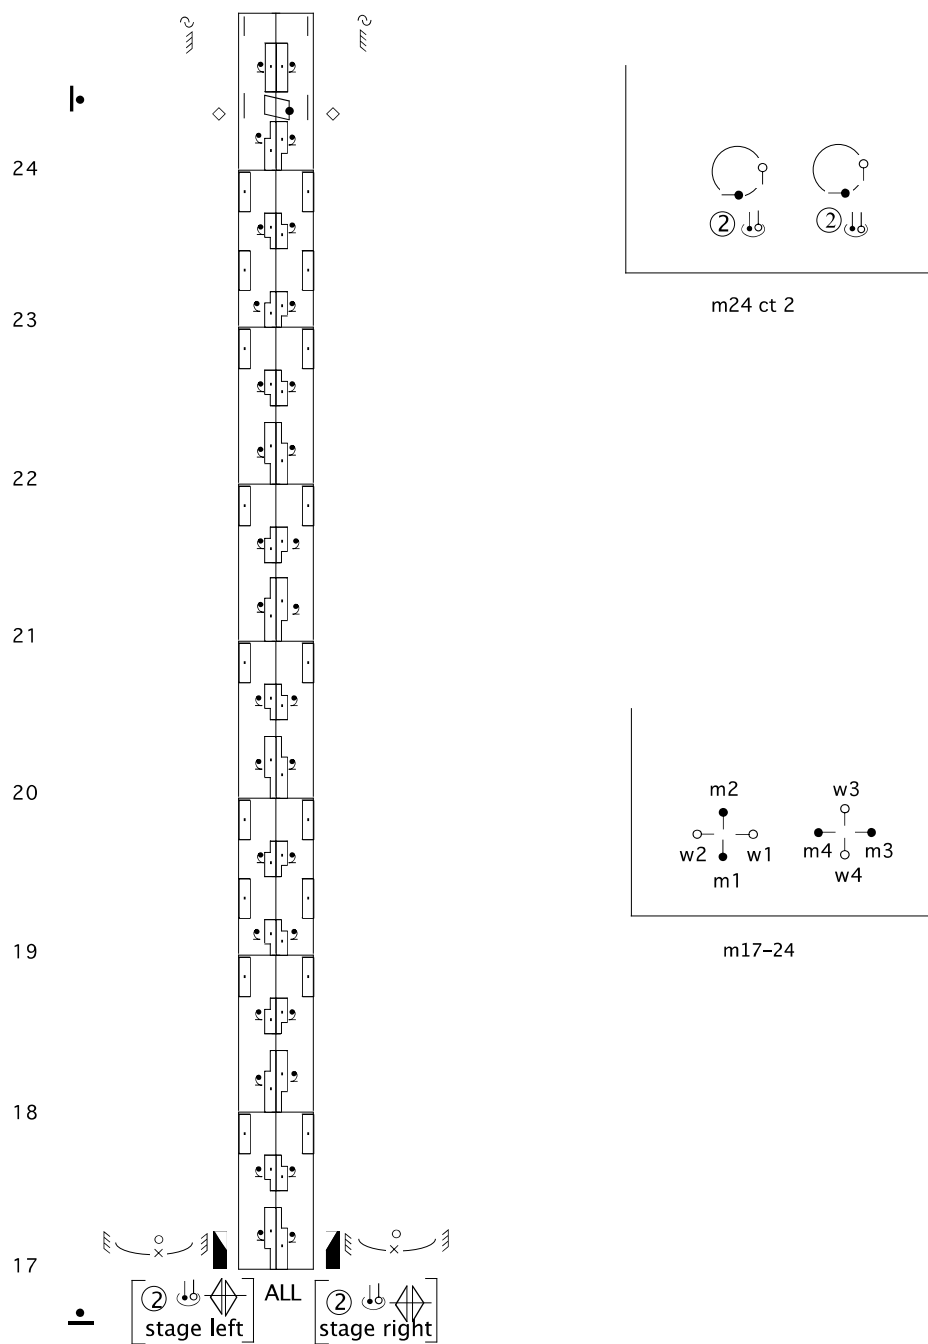 24
②
②
23
m24 ct 2
22
21
20
m2
w3
w2
w1
m4
m3
m1
w4
19
m17-24
18
17
② ALL ②
stage left
stage right